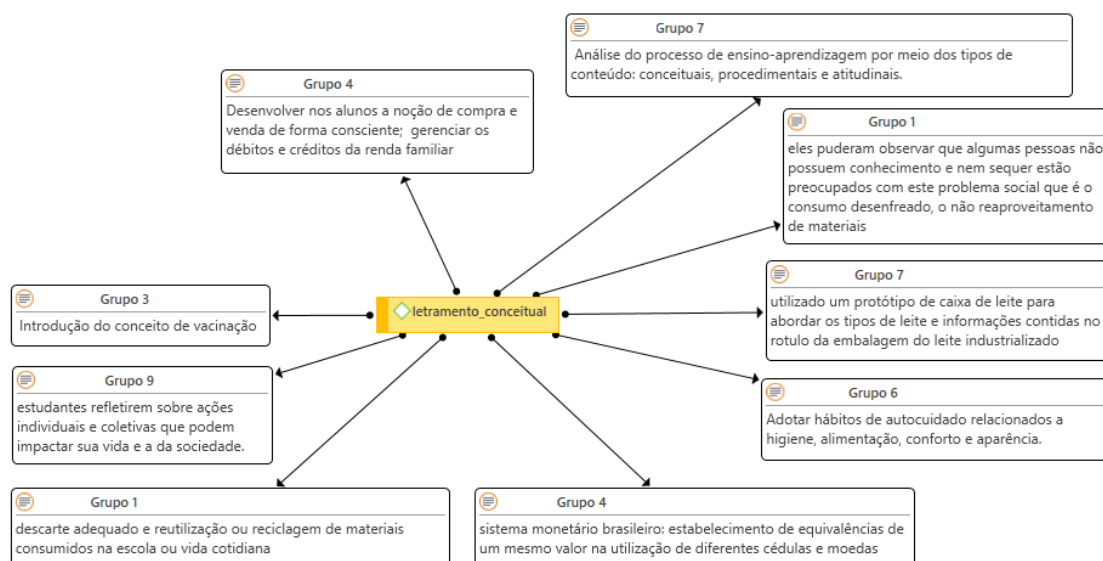 Grupo 7
Análise do processo de ensino-aprendizagem por meio dos tipos de
conteúdo: conceituais, procedimentais e atitudinais.
Grupo 4
Desenvolver nos alunos a noção de compra e
venda de forma consciente; gerenciar os
débitos e créditos da renda familiar
Grupo 1
eles puderam observar que algumas pessoas não
possuem conhecimento e nem sequer estão
preocupados com este problema social que é o
consumo desenfreado, o não reaproveitamento
de materiais
Grupo 7
utilizado um protótipo de caixa de leite para
abordar os tipos de leite e informações contidas no
rotulo da embalagem do leite industrializado
Grupo 3
Introdução do conceito de vacinação
letramento_conceitual
Grupo 9
estudantes refletirem sobre ações
individuais e coletivas que podem
impactar sua vida e a da sociedade.
Grupo 6
Adotar hábitos de autocuidado relacionados a
higiene, alimentação, conforto e aparência.
Grupo 1
descarte adequado e reutilização ou reciclagem de materiais
consumidos na escola ou vida cotidiana
Grupo 4
sistema monetário brasileiro: estabelecimento de equivalências de
um mesmo valor na utilização de diferentes cédulas e moedas